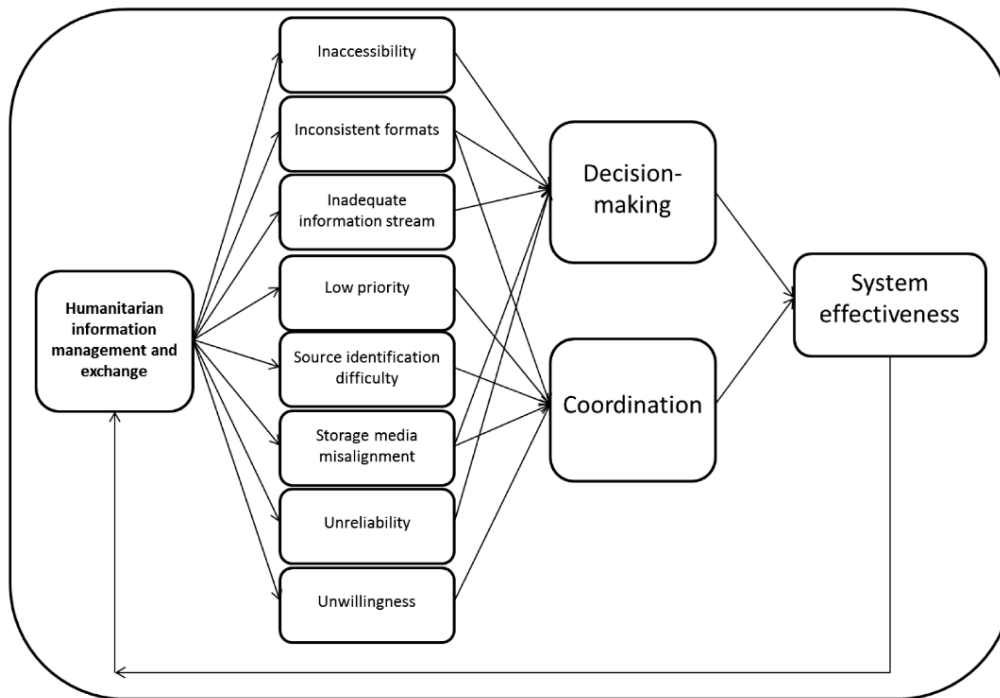 Humanitarian
information
management and
exchange
Inaccessibility
Inconsistent formats
Inadequate
information stream
Low priority
Source identification
difficulty
Storage media
misalignment
Unreliability
Unwillingness
Decision-
making
Coordination
System
effectiveness